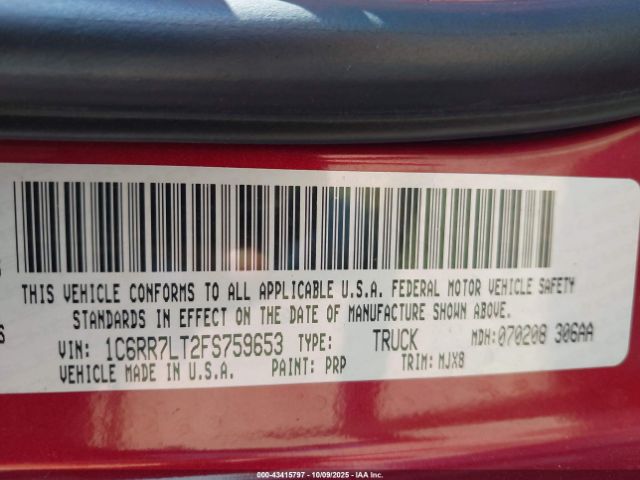 THIS VEHICLE CONFORMS TO ALL APPLICABLE U.S.A. FEDERAL MOTOR VEHICLE SAFETY
STANDARDS IN EFFECT ON THE DATE OF MANUFACTURE SHOWN ABOVE.
VIN: 1C6RR7LT2FS759653 TYPE: TRUCK MDH: 070208 306AA
VEHICLE MADE IN U.S.A. PAINT: PRP TRIM: MJX8
00-43415797 - 10/09/2025 - IAA Inc.